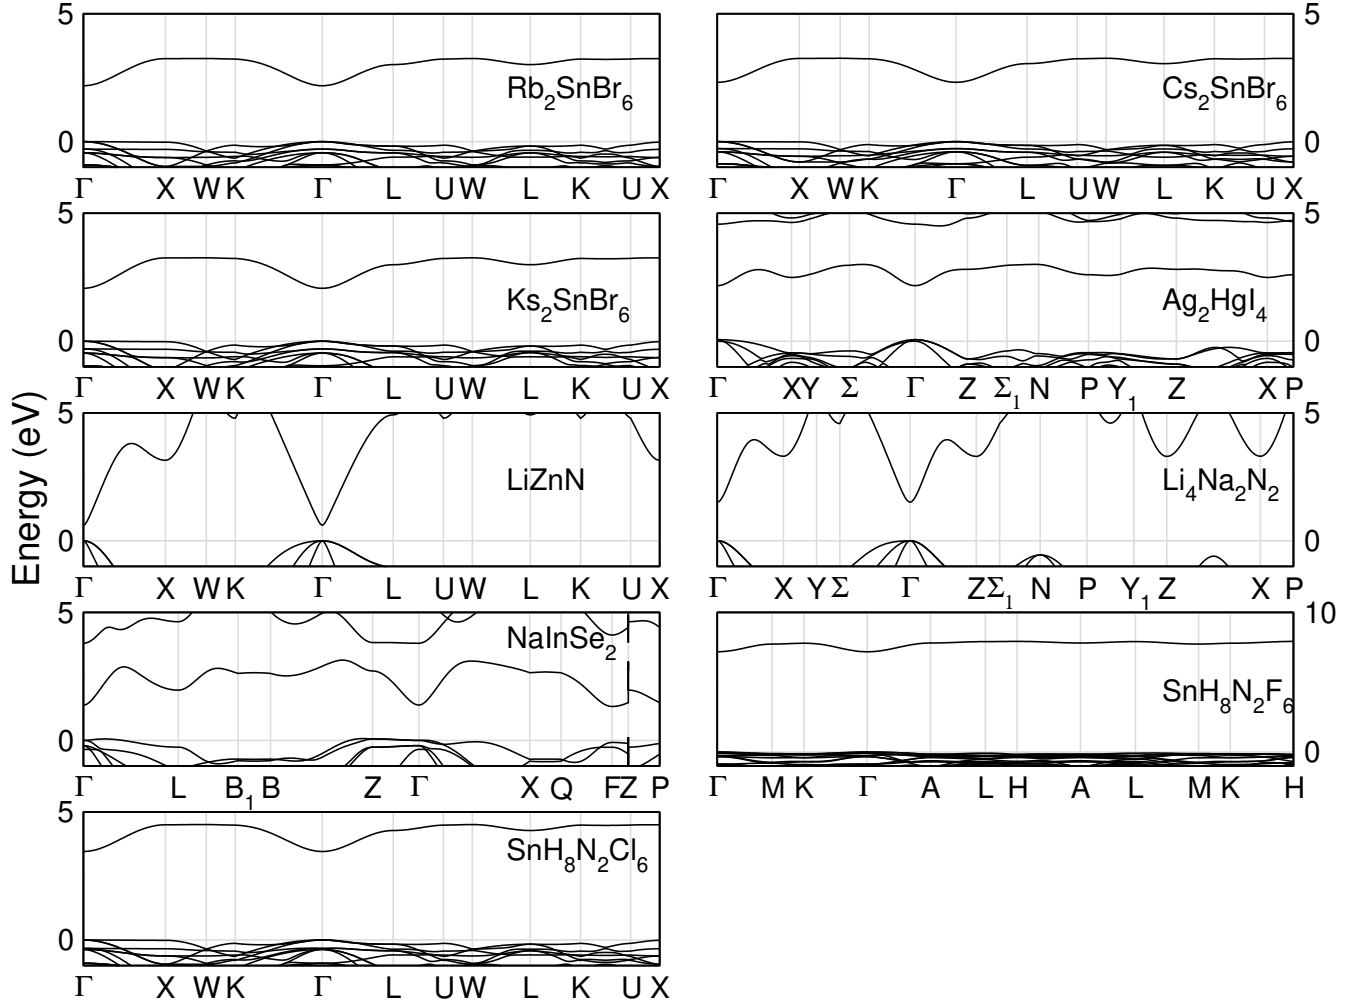 5 5
Rb2SnBr6 Cs2SnBr6
0 0
Γ X W K Γ L U W L K U X Γ X W K Γ L U W L K U X
5 5
Ks2SnBr6 Ag2HgI4
0 0
Γ X W K Γ L U W L K U X Γ X Y Σ Γ Z Σ1 N P Y1 Z X P
Energy (eV)
5 5
LiZnN Li4Na2N2
0 0
Γ X W K Γ L U W L K U X Γ X Y Σ Γ Z Σ1 N P Y1 Z X P
5 10
NaInSe2 SnH8N2F6
0 0
Γ L B1 B Z Γ X Q F Z P Γ M K Γ A L H A L M K H
5
SnH8N2Cl6
0
Γ X W K Γ L U W L K U X